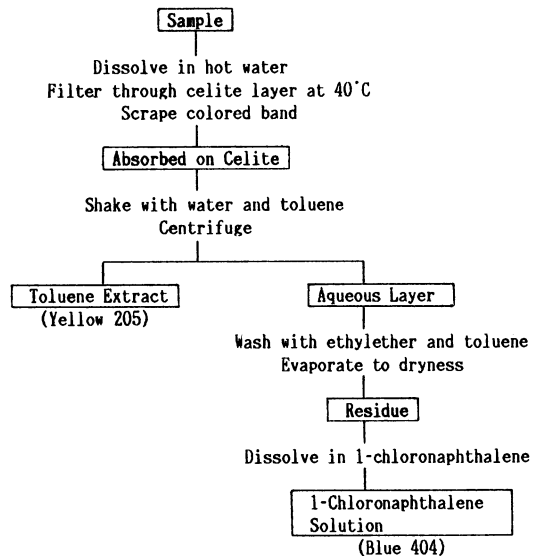 Sample
Dissolve in hot water
Filter through celite layer at 40°C
Scrape colored band
Absorbed on Celite
Shake with water and toluene
Centrifuge
Toluene Extract
(Yellow 205)
Aqueous Layer
Wash with ethylether and toluene
Evaporate to dryness
Residue
Dissolve in 1-chloronaphthalene
1-Chloronaphthalene
Solution
(Blue 404)